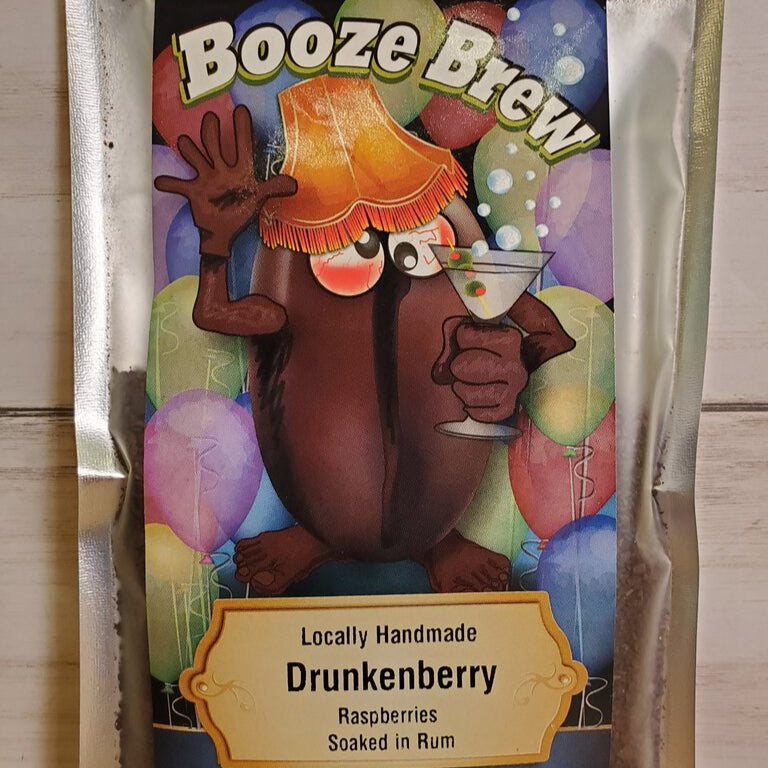 Booze Brew
Locally Handmade
Drunkenberry
Raspberries
Soaked in Rum